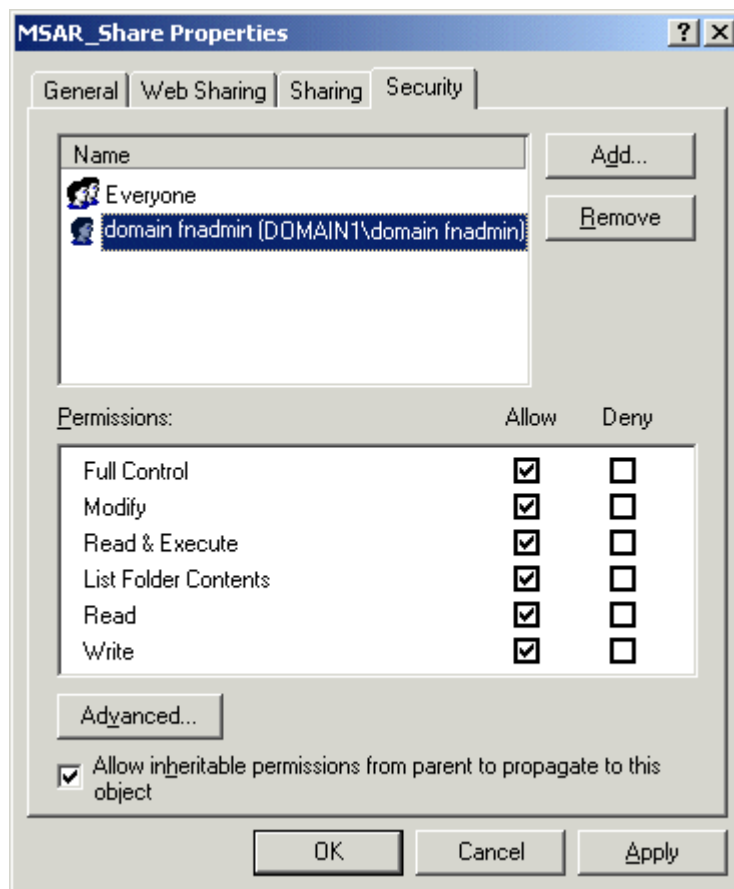 MSAR_Share Properties
General Web Sharing Sharing Security
Name
Add...
Everyone
domain fnadmin (DOMAIN1\domain fnadmin)
Remove
Permissions: Allow Deny
Full Control
Modify
Read & Execute
List Folder Contents
Read
Write
Advanced...
Allow inheritable permissions from parent to propagate to this
object
OK Cancel Apply